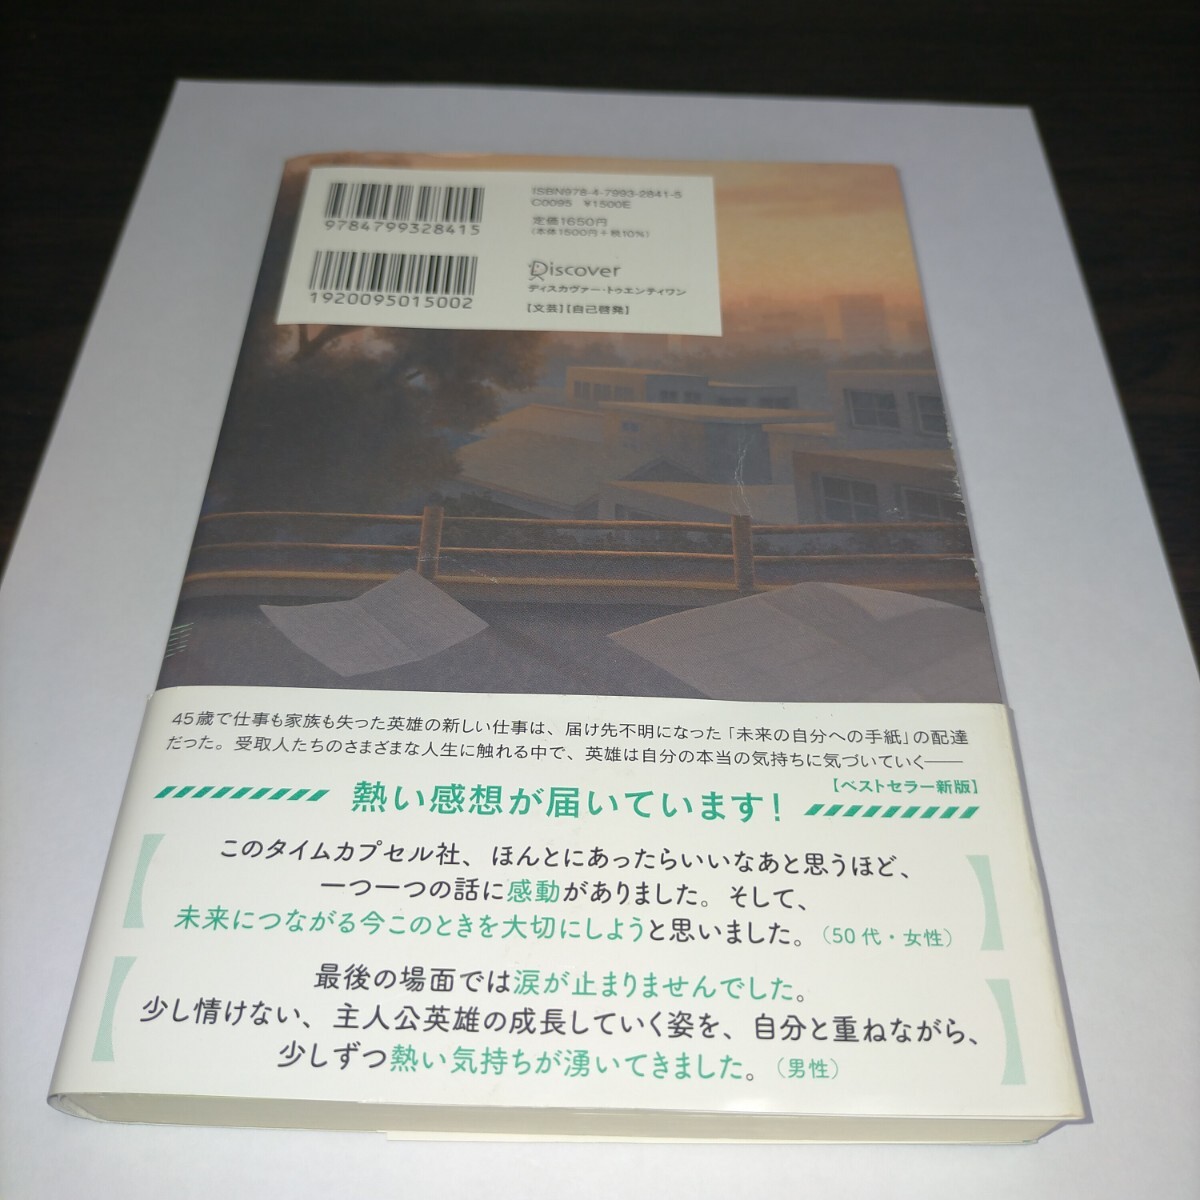 ISBN978-4-7993-2841-5
C0095 ¥1500E
9784799328415
定価1650円
(本体1500円+税10%)
1920095015002
Discover
ディスカヴァー・トゥエンティワン
【文芸】【自己啓発】
45歳で仕事も家族も失った英雄の新しい仕事は、届け先不明になった「未来の自分への手紙」の配達
だった。受取人たちのさまざまな人生に触れる中で、英雄は自分の本当の気持ちに気づいていく──
【ベストセラー新版】
熱い感想が届いています!
このタイムカプセル社、ほんとにあったらいいなあと思うほど、
一つ一つの話に感動がありました。そして、
未来につながる今このときを大切にしようと思いました。(50代・女性)
最後の場面では涙が止まりませんでした。
少し情けない、主人公英雄の成長していく姿を、自分と重ねながら、
少しずつ熱い気持ちが湧いてきました。(男性)